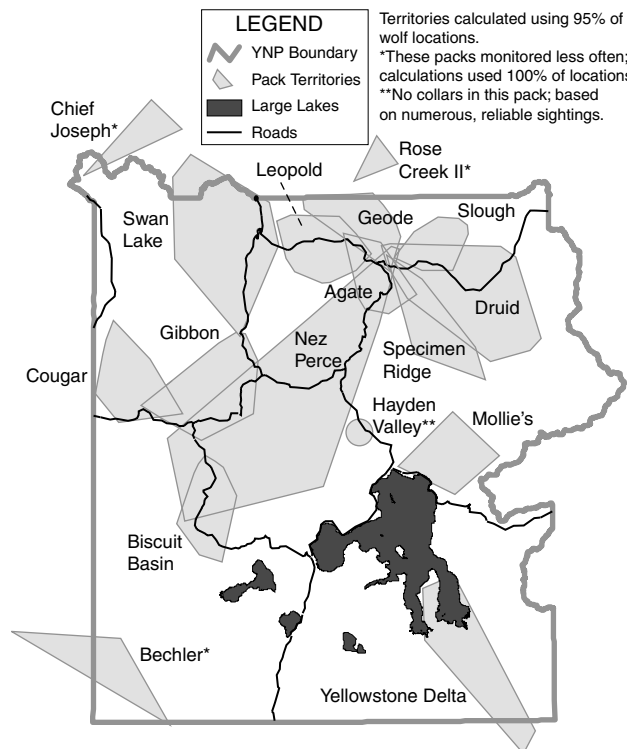 LEGEND
YNP Boundary
Pack Territories
Large Lakes
Roads
Territories calculated using 95% of
wolf locations.
*These packs monitored less often;
calculations used 100% of locations
**No collars in this pack; based
on numerous, reliable sightings.
Chief
Joseph*
Leopold
Rose
Creek II*
Swan
Lake
Geode
Slough
Agate
Druid
Gibbon
Nez
Perce
Specimen
Ridge
Cougar
Hayden
Valley**
Mollie's
Biscuit
Basin
Bechler*
Yellowstone Delta